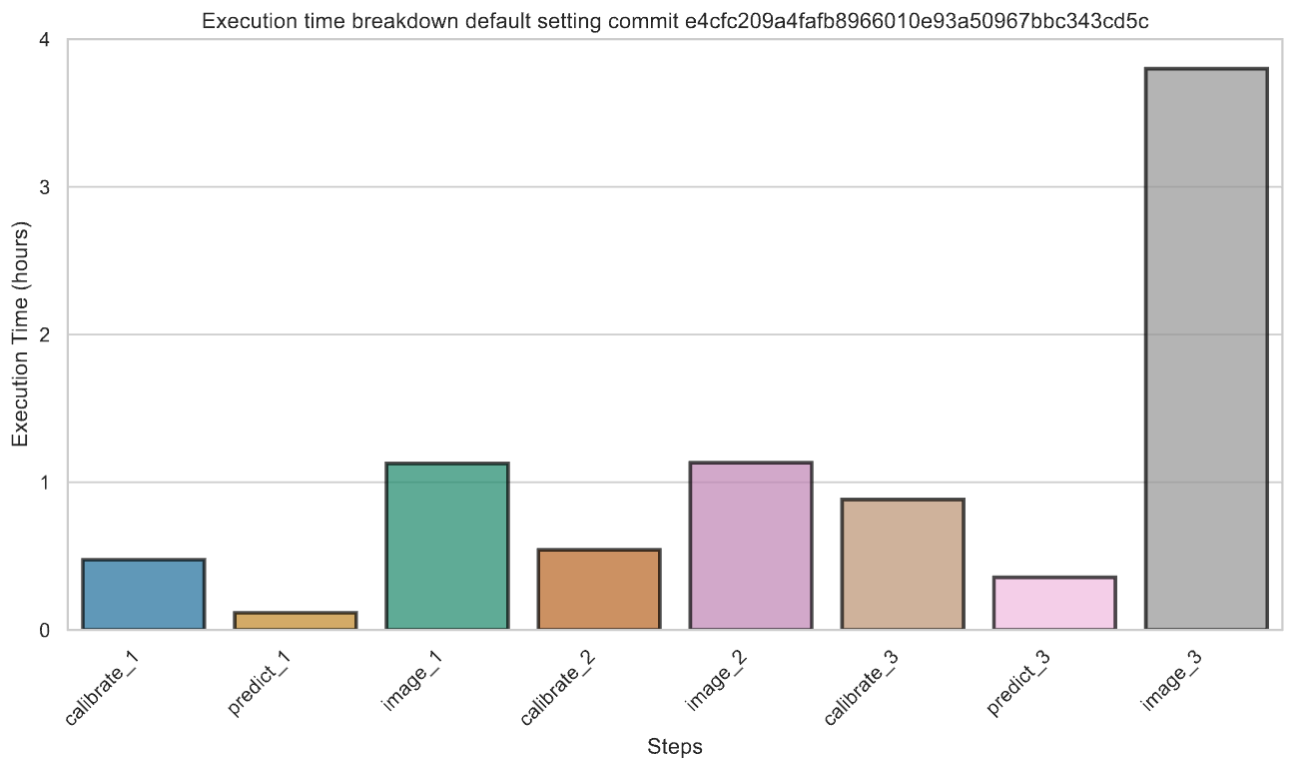 Execution time breakdown default setting commit e4cfc209a4fafb8966010e93a50967bbc343cd5c
4
3
2
1
0
Execution Time (hours)
calibrate_1
predict_1
image_1
calibrate_2
image_2
calibrate_3
predict_3
image_3
Steps